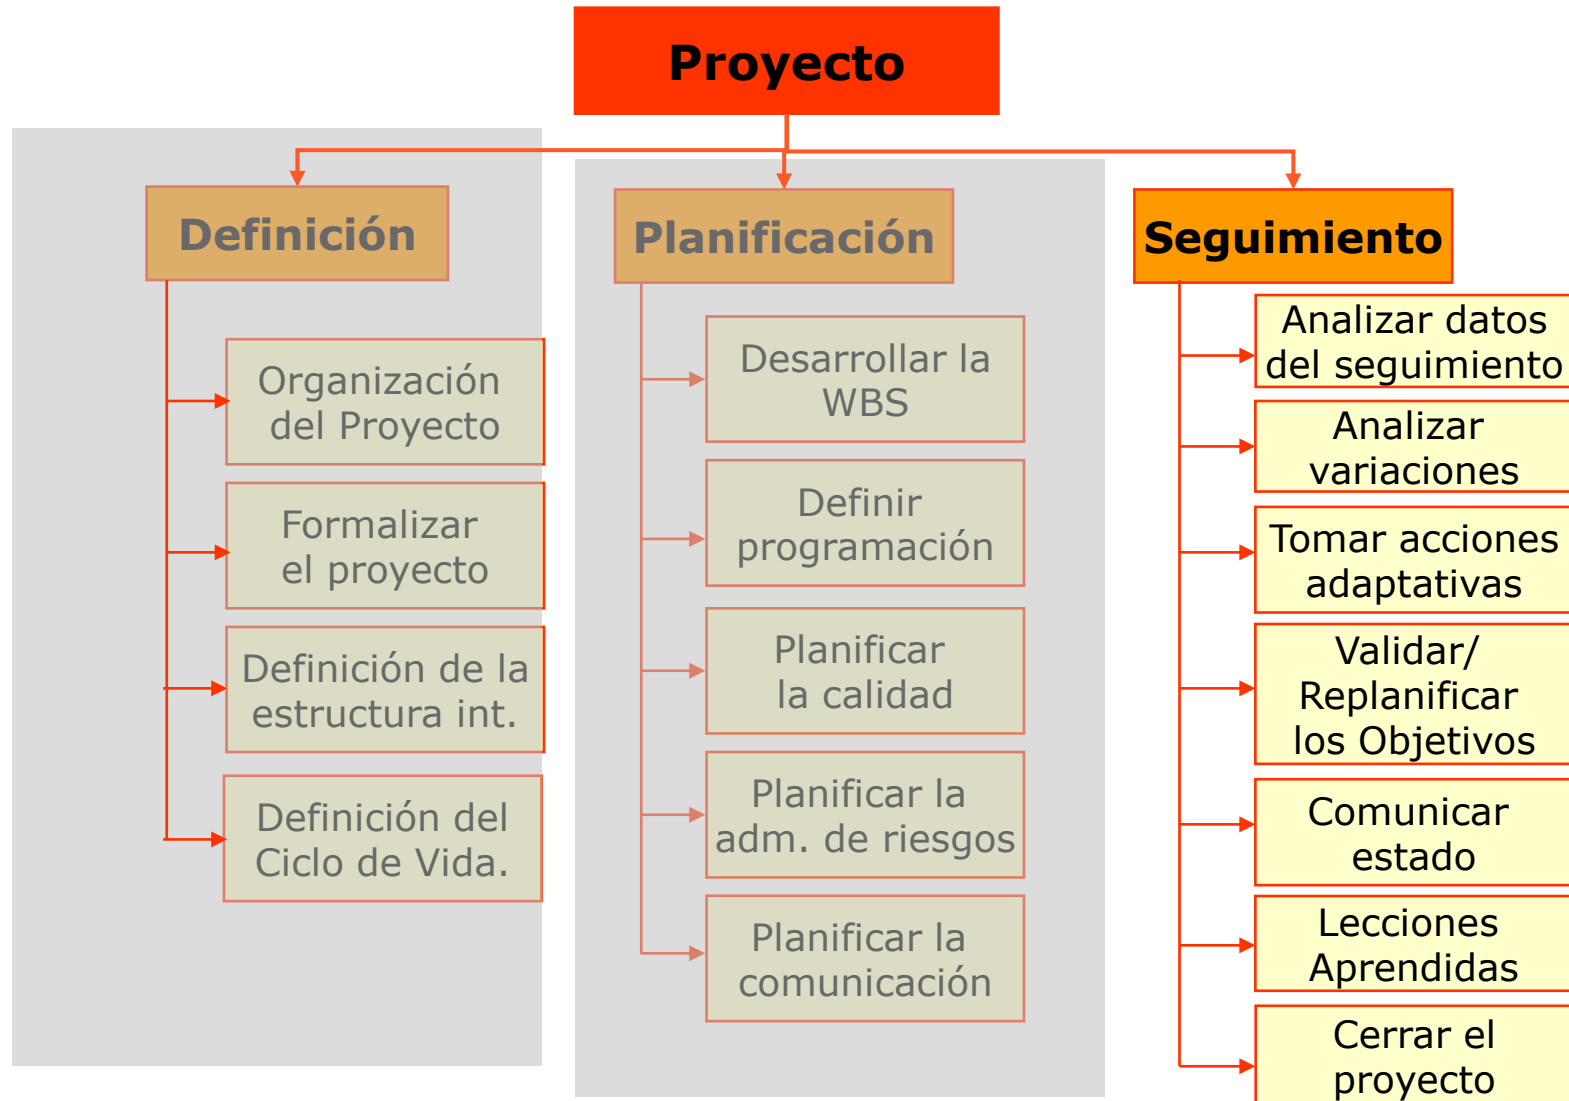 Proyecto
Definición
Organización
del Proyecto
Formalizar
el proyecto
Definición de la
estructura int.
Definición del
Ciclo de Vida.
Planificación
Desarrollar la
WBS
Definir
programación
Planificar
la calidad
Planificar la
adm. de riesgos
Planificar la
comunicación
Seguimiento
Analizar datos
del seguimiento
Analizar
variaciones
Tomar acciones
adaptativas
Validar/
Replanificar
los Objetivos
Comunicar
estado
Lecciones
Aprendidas
Cerrar el
proyecto